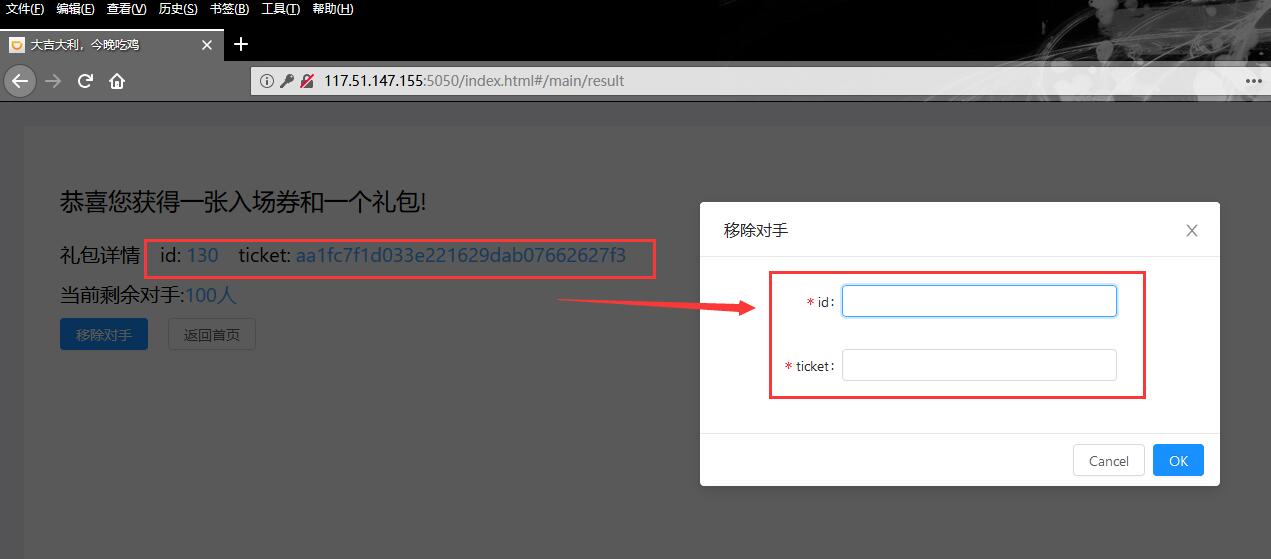 文件(F) 编辑(E) 查看(V) 历史(S) 书签(B) 工具(T) 帮助(H)
大吉大利，今晚吃鸡
117.51.147.155:5050/index.html#/main/result
恭喜您获得一张入场券和一个礼包!
礼包详情 id: 130 ticket: aa1fc7f1d033e221629dab07662627f3
当前剩余对手:100人
移除对手 返回首页
移除对手
* id:
* ticket:
Cancel OK